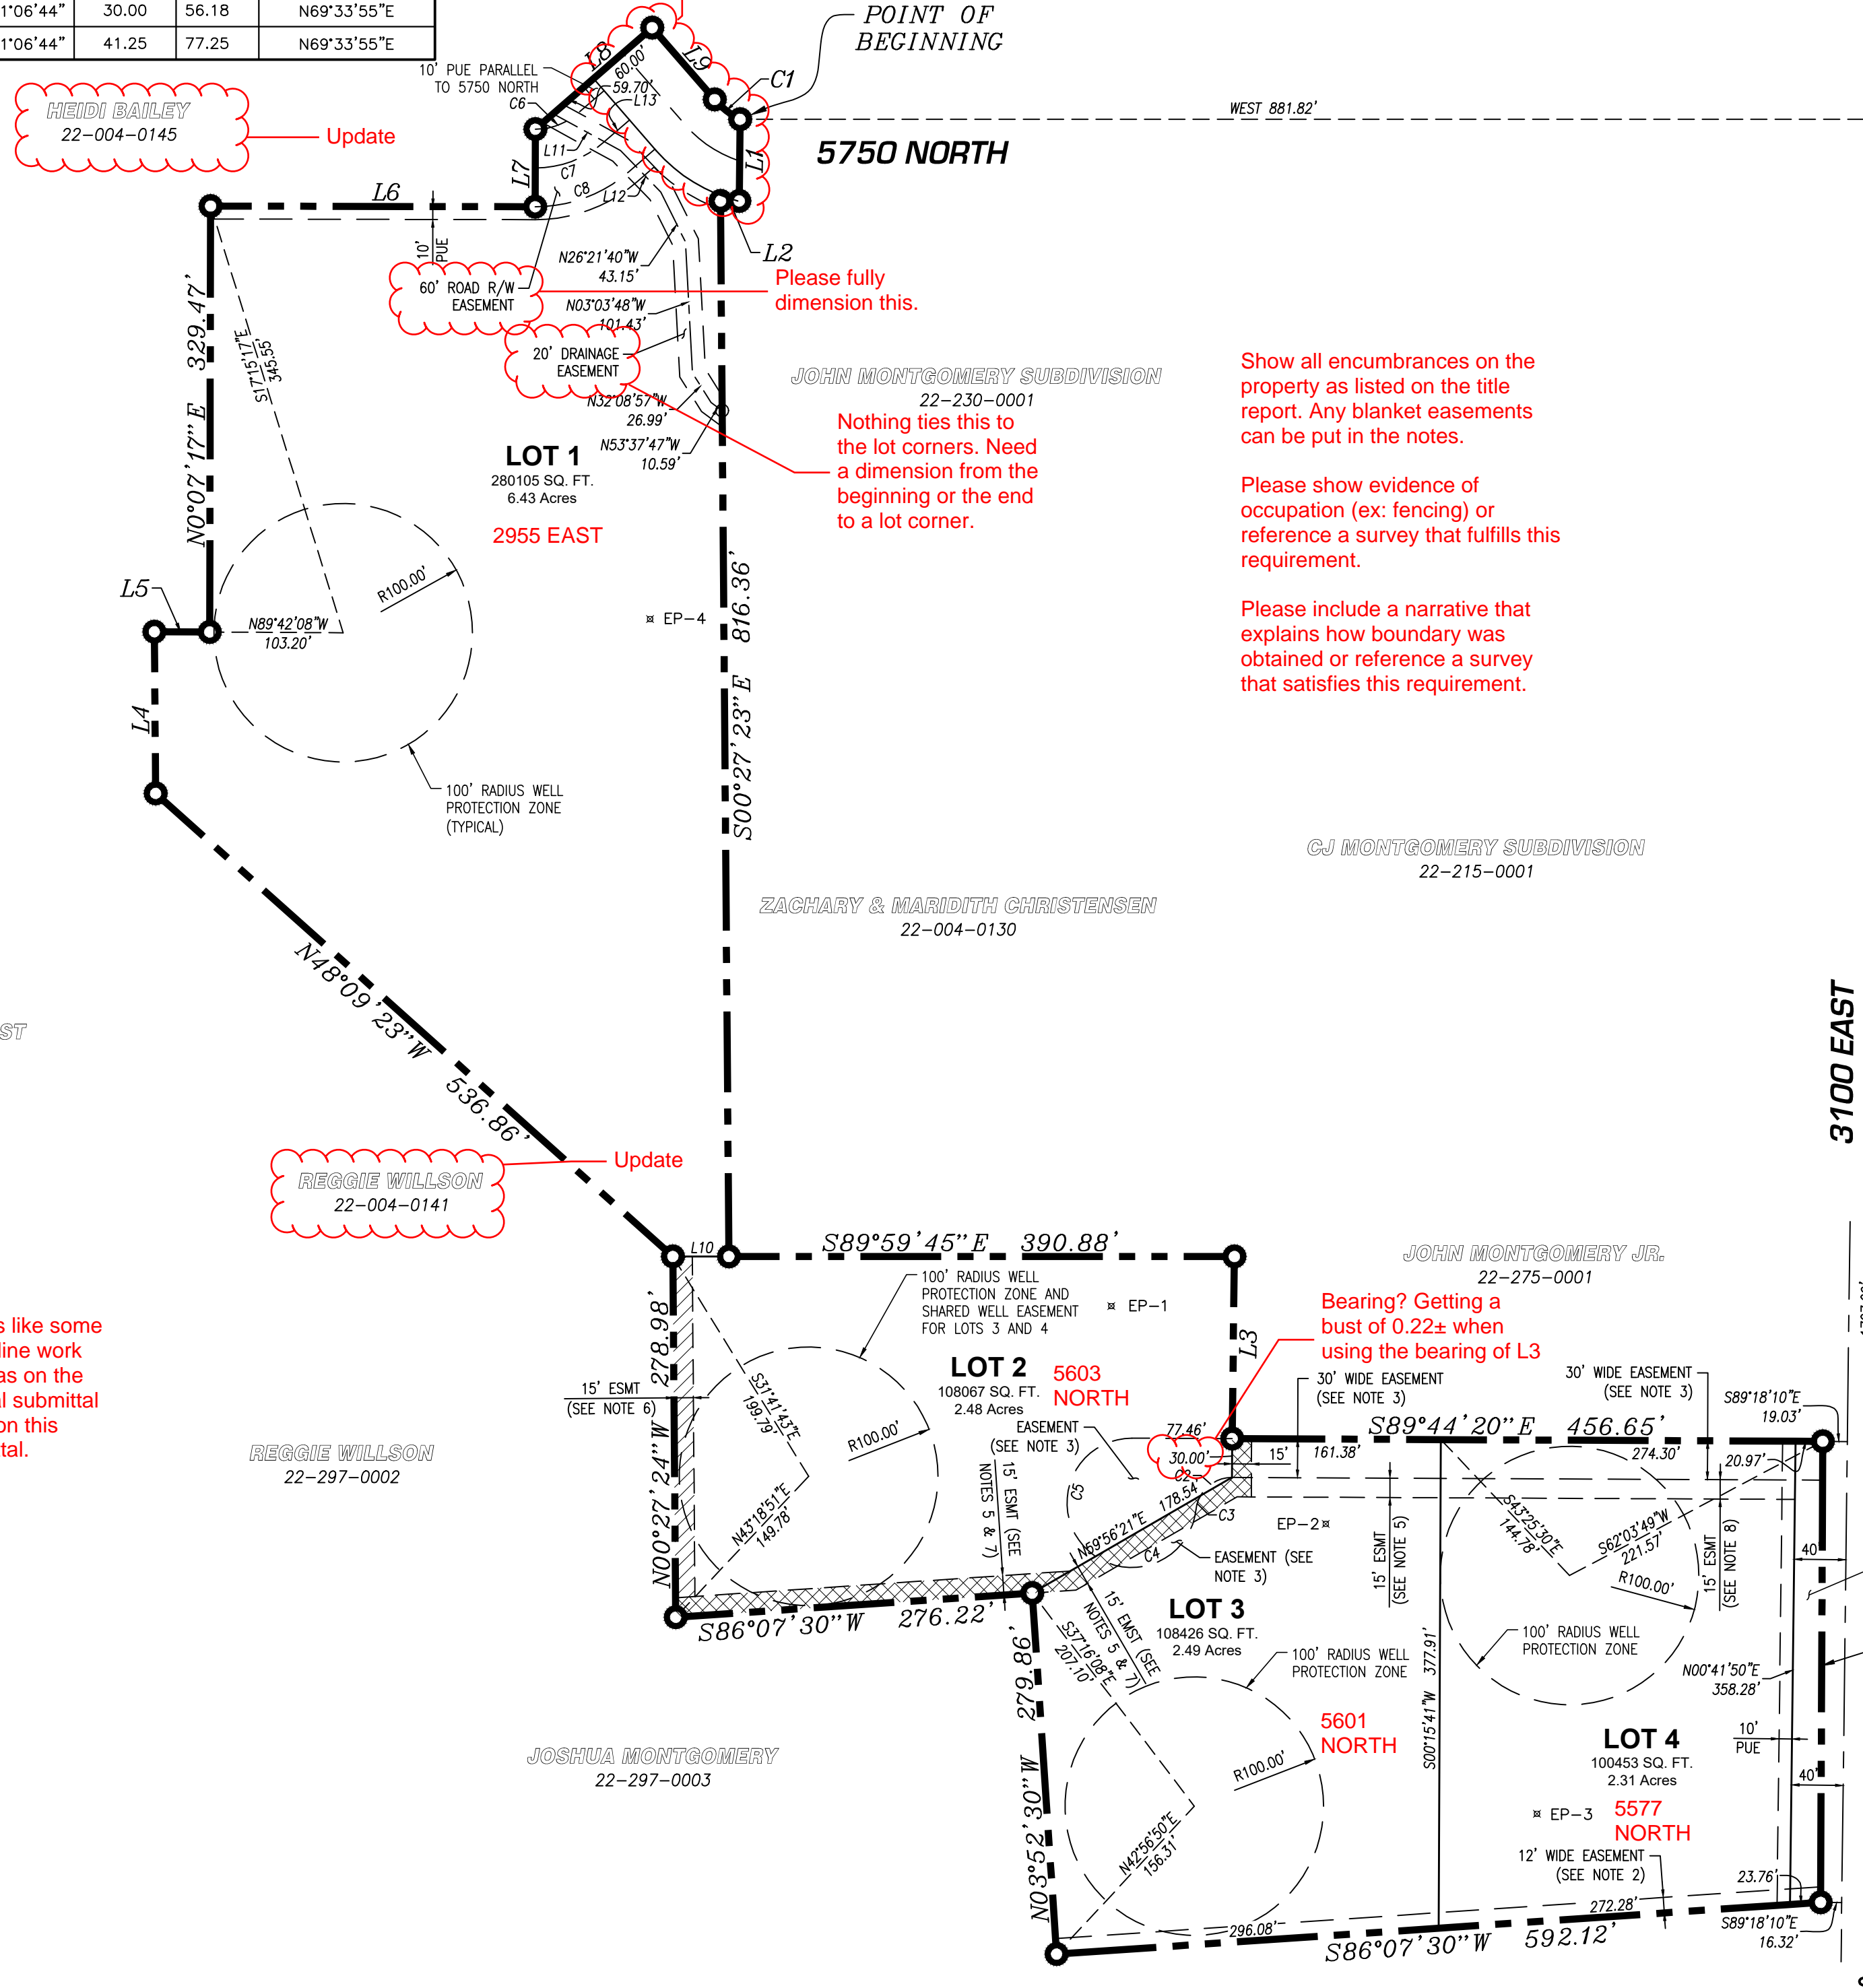 1°06'44" 30.00 56.18 N69°33'55"E
1°06'44" 41.25 77.25 N69°33'55"E
POINT OF
BEGINNING
HEIDI BAILEY
22-004-0145
Update
10' PUE PARALLEL
TO 5750 NORTH
C6
L8
60.00'
59.70'
L13
L9
C1
WEST 881.82'
5750 NORTH
L1
L7
L11
C7
C8
L12
L6
10'
PUE
L2
N26°21'40"W
43.15'
60' ROAD R/W
EASEMENT
Please fully
dimension this.
N03°03'48"W
101.43'
20' DRAINAGE
EASEMENT
N0°07'17" E 329.47'
S17°15'17"E
345.55'
JOHN MONTGOMERY SUBDIVISION
22-230-0001
N32°08'57"W
26.99'
N53°37'47"W
10.59'
Nothing ties this to
the lot corners. Need
a dimension from the
beginning or the end
to a lot corner.
Show all encumbrances on the
property as listed on the title
report. Any blanket easements
can be put in the notes.
Please show evidence of
occupation (ex: fencing) or
reference a survey that fulfills this
requirement.
Please include a narrative that
explains how boundary was
obtained or reference a survey
that satisfies this requirement.
LOT 1
280105 SQ. FT.
6.43 Acres
2955 EAST
R100.00'
L5
N89°42'08"W
103.20'
EP-4
L4
100' RADIUS WELL
PROTECTION ZONE
(TYPICAL)
S00°27'23" E 816.36'
CJ MONTGOMERY SUBDIVISION
22-215-0001
ZACHARY & MARIDITH CHRISTENSEN
22-004-0130
N48°09'23"W 536.86'
ST
3100 EAST
REGGIE WILLSON
22-004-0141
Update
L10
S89°59'45" E 390.88'
JOHN MONTGOMERY JR.
22-275-0001
100' RADIUS WELL
PROTECTION ZONE AND
SHARED WELL EASEMENT
FOR LOTS 3 AND 4
EP-1
Bearing? Getting a
bust of 0.22± when
using the bearing of L3
L3
s like some
line work
as on the
al submittal
on this
tal.
N00°27'24"W 278.98'
15' ESMT
(SEE NOTE 6)
S31°41'43"E
199.79'
LOT 2
108067 SQ. FT.
2.48 Acres
5603
NORTH
30' WIDE EASEMENT
(SEE NOTE 3)
30' WIDE EASEMENT
(SEE NOTE 3)
S89°18'10"E
19.03'
S89°44'20" E 456.65'
EASEMENT
(SEE NOTE 3)
77.46'
30.00'
15'
161.38'
274.30'
20.97'
R100.00'
REGGIE WILLSON
22-297-0002
N43°18'51"E
149.78'
15' ESMT (SEE
NOTES 5 & 7)
C5
C2
178.54'
C3
N59°56'21"E
C4
EP-2
EASEMENT (SEE
NOTE 3)
15' ESMT
(SEE NOTE 5)
S43°25'30"E
144.78'
S62°03'49"W
221.57'
R100.00'
15' ESMT
(SEE NOTE 8)
40'
S86°07'30" W 276.22'
15' EMST (SEE
NOTES 5 & 7)
S37°16'08"E
207.10'
LOT 3
108426 SQ. FT.
2.49 Acres
100' RADIUS WELL
PROTECTION ZONE
100' RADIUS WELL
PROTECTION ZONE
N00°41'50"E
358.28'
S00°15'41"W 377.91'
5601
NORTH
R100.00'
N03°52'30"W 279.86'
JOSHUA MONTGOMERY
22-297-0003
LOT 4
100453 SQ. FT.
2.31 Acres
10'
PUE
40'
EP-3
5577
NORTH
12' WIDE EASEMENT
(SEE NOTE 2)
N42°56'50"E
156.31'
23.76'
272.28'
296.08'
S86°07'30" W 592.12'
S89°18'10"E
16.32'